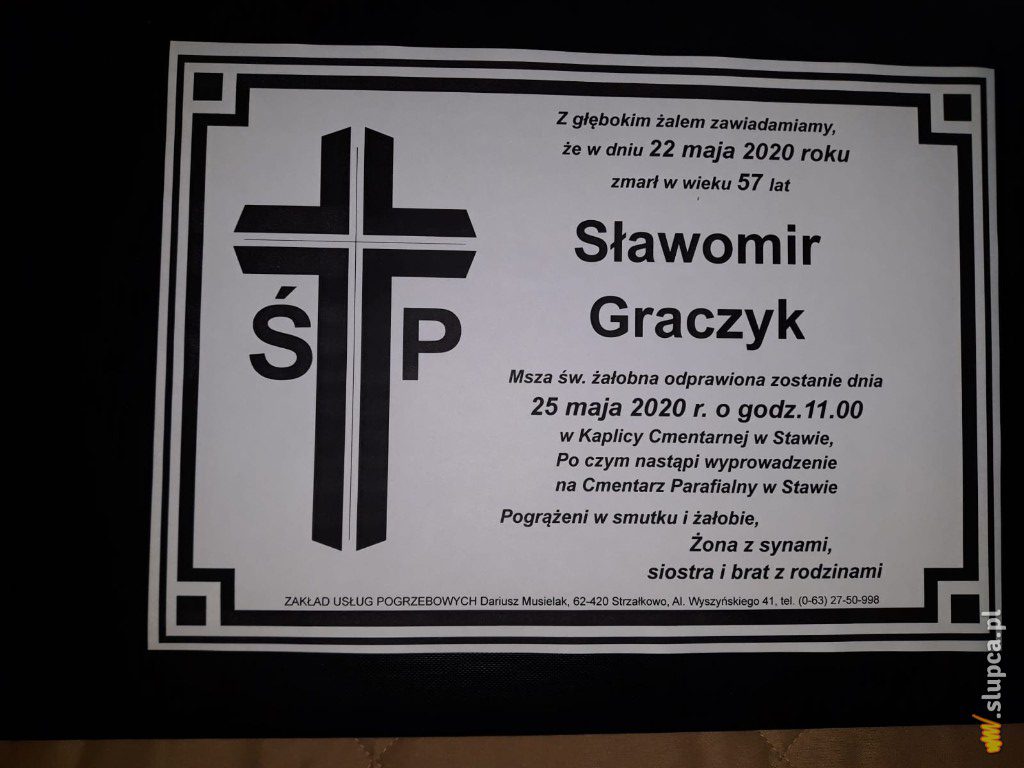 Z głębokim żalem zawiadamiamy,
że w dniu 22 maja 2020 roku
zmarł w wieku 57 lat
Sławomir
Graczyk
Ś P
Msza św. żałobna odprawiona zostanie dnia
25 maja 2020 r. o godz.11.00
w Kaplicy Cmentarnej w Stawie,
Po czym nastąpi wyprowadzenie
na Cmentarz Parafialny w Stawie
Pogrążeni w smutku i żałobie,
Żona z synami,
siostra i brat z rodzinami
ZAKŁAD USŁUG POGRZEBOWYCH Dariusz Musielak, 62-420 Strzałkowo, Al. Wyszyńskiego 41, tel. (0-63) 27-50-998
.slupca.pl